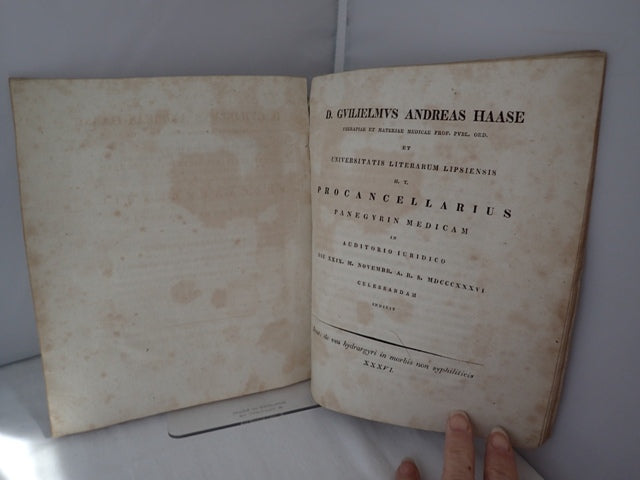 D. GVILIELMVS ANDREAS HAASE
THERAPIAE ET MATERIAE MEDICAE PROF. PVBL. ORD.
ET
UNIVERSITATIS LITERARUM LIPSIENSIS
H. T.
PROCANCELLARIUS
PANEGYRIN MEDICAM
IN
AUDITORIO IURIDICO
DIE XXIX. M. NOVEMBR. A. R. S. MDCCCXXXVI
CELEBRANDAM
INDICIT
de usu hydrargyri in morbis non syphiliticis
XXXVI.